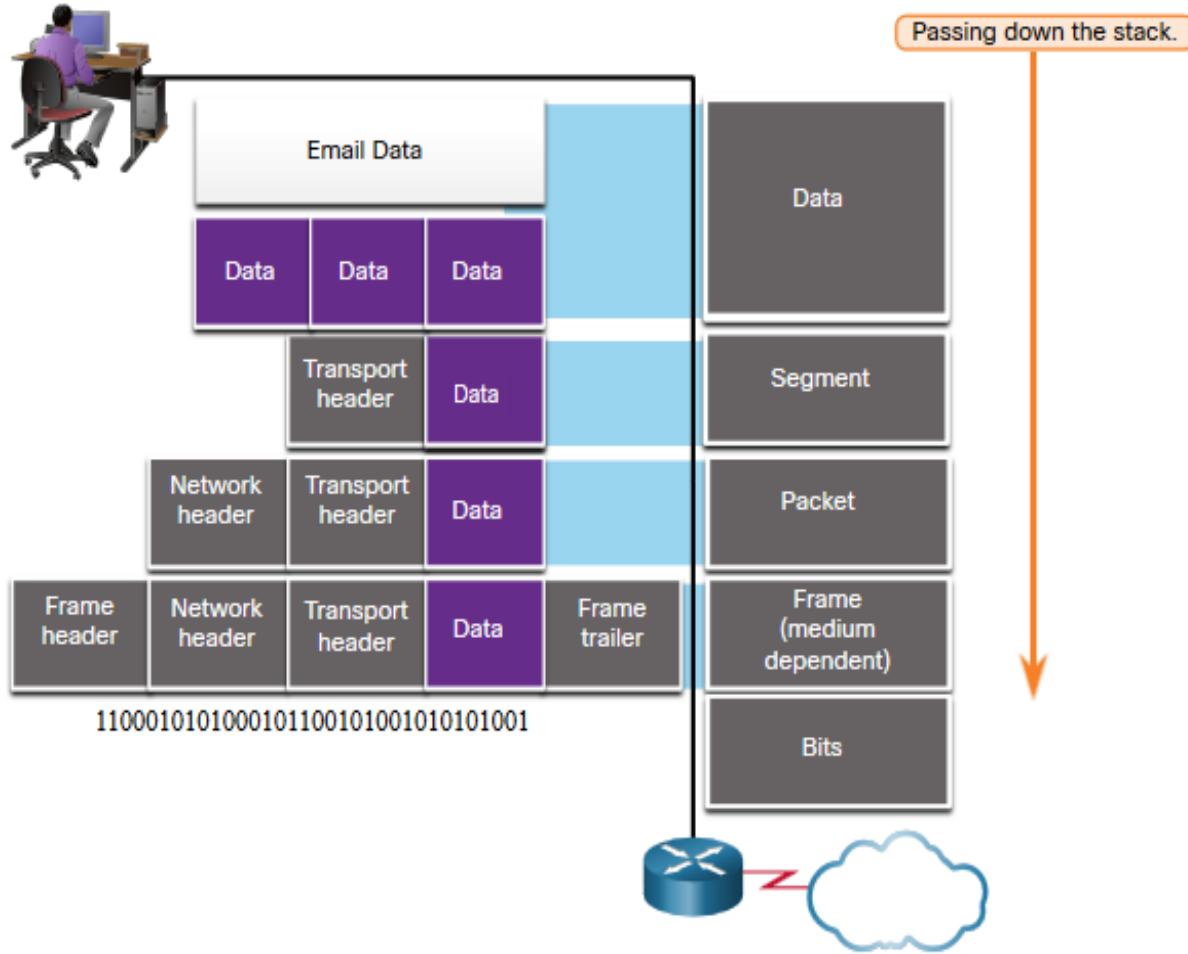 Passing down the stack.
Email Data
Data
Data Data Data
Transport
header
Data
Segment
Network
header
Transport
header
Data
Packet
Frame
header
Network
header
Transport
header
Data
Frame
trailer
Frame
(medium
dependent)
1100010101000101100101001010101001
Bits